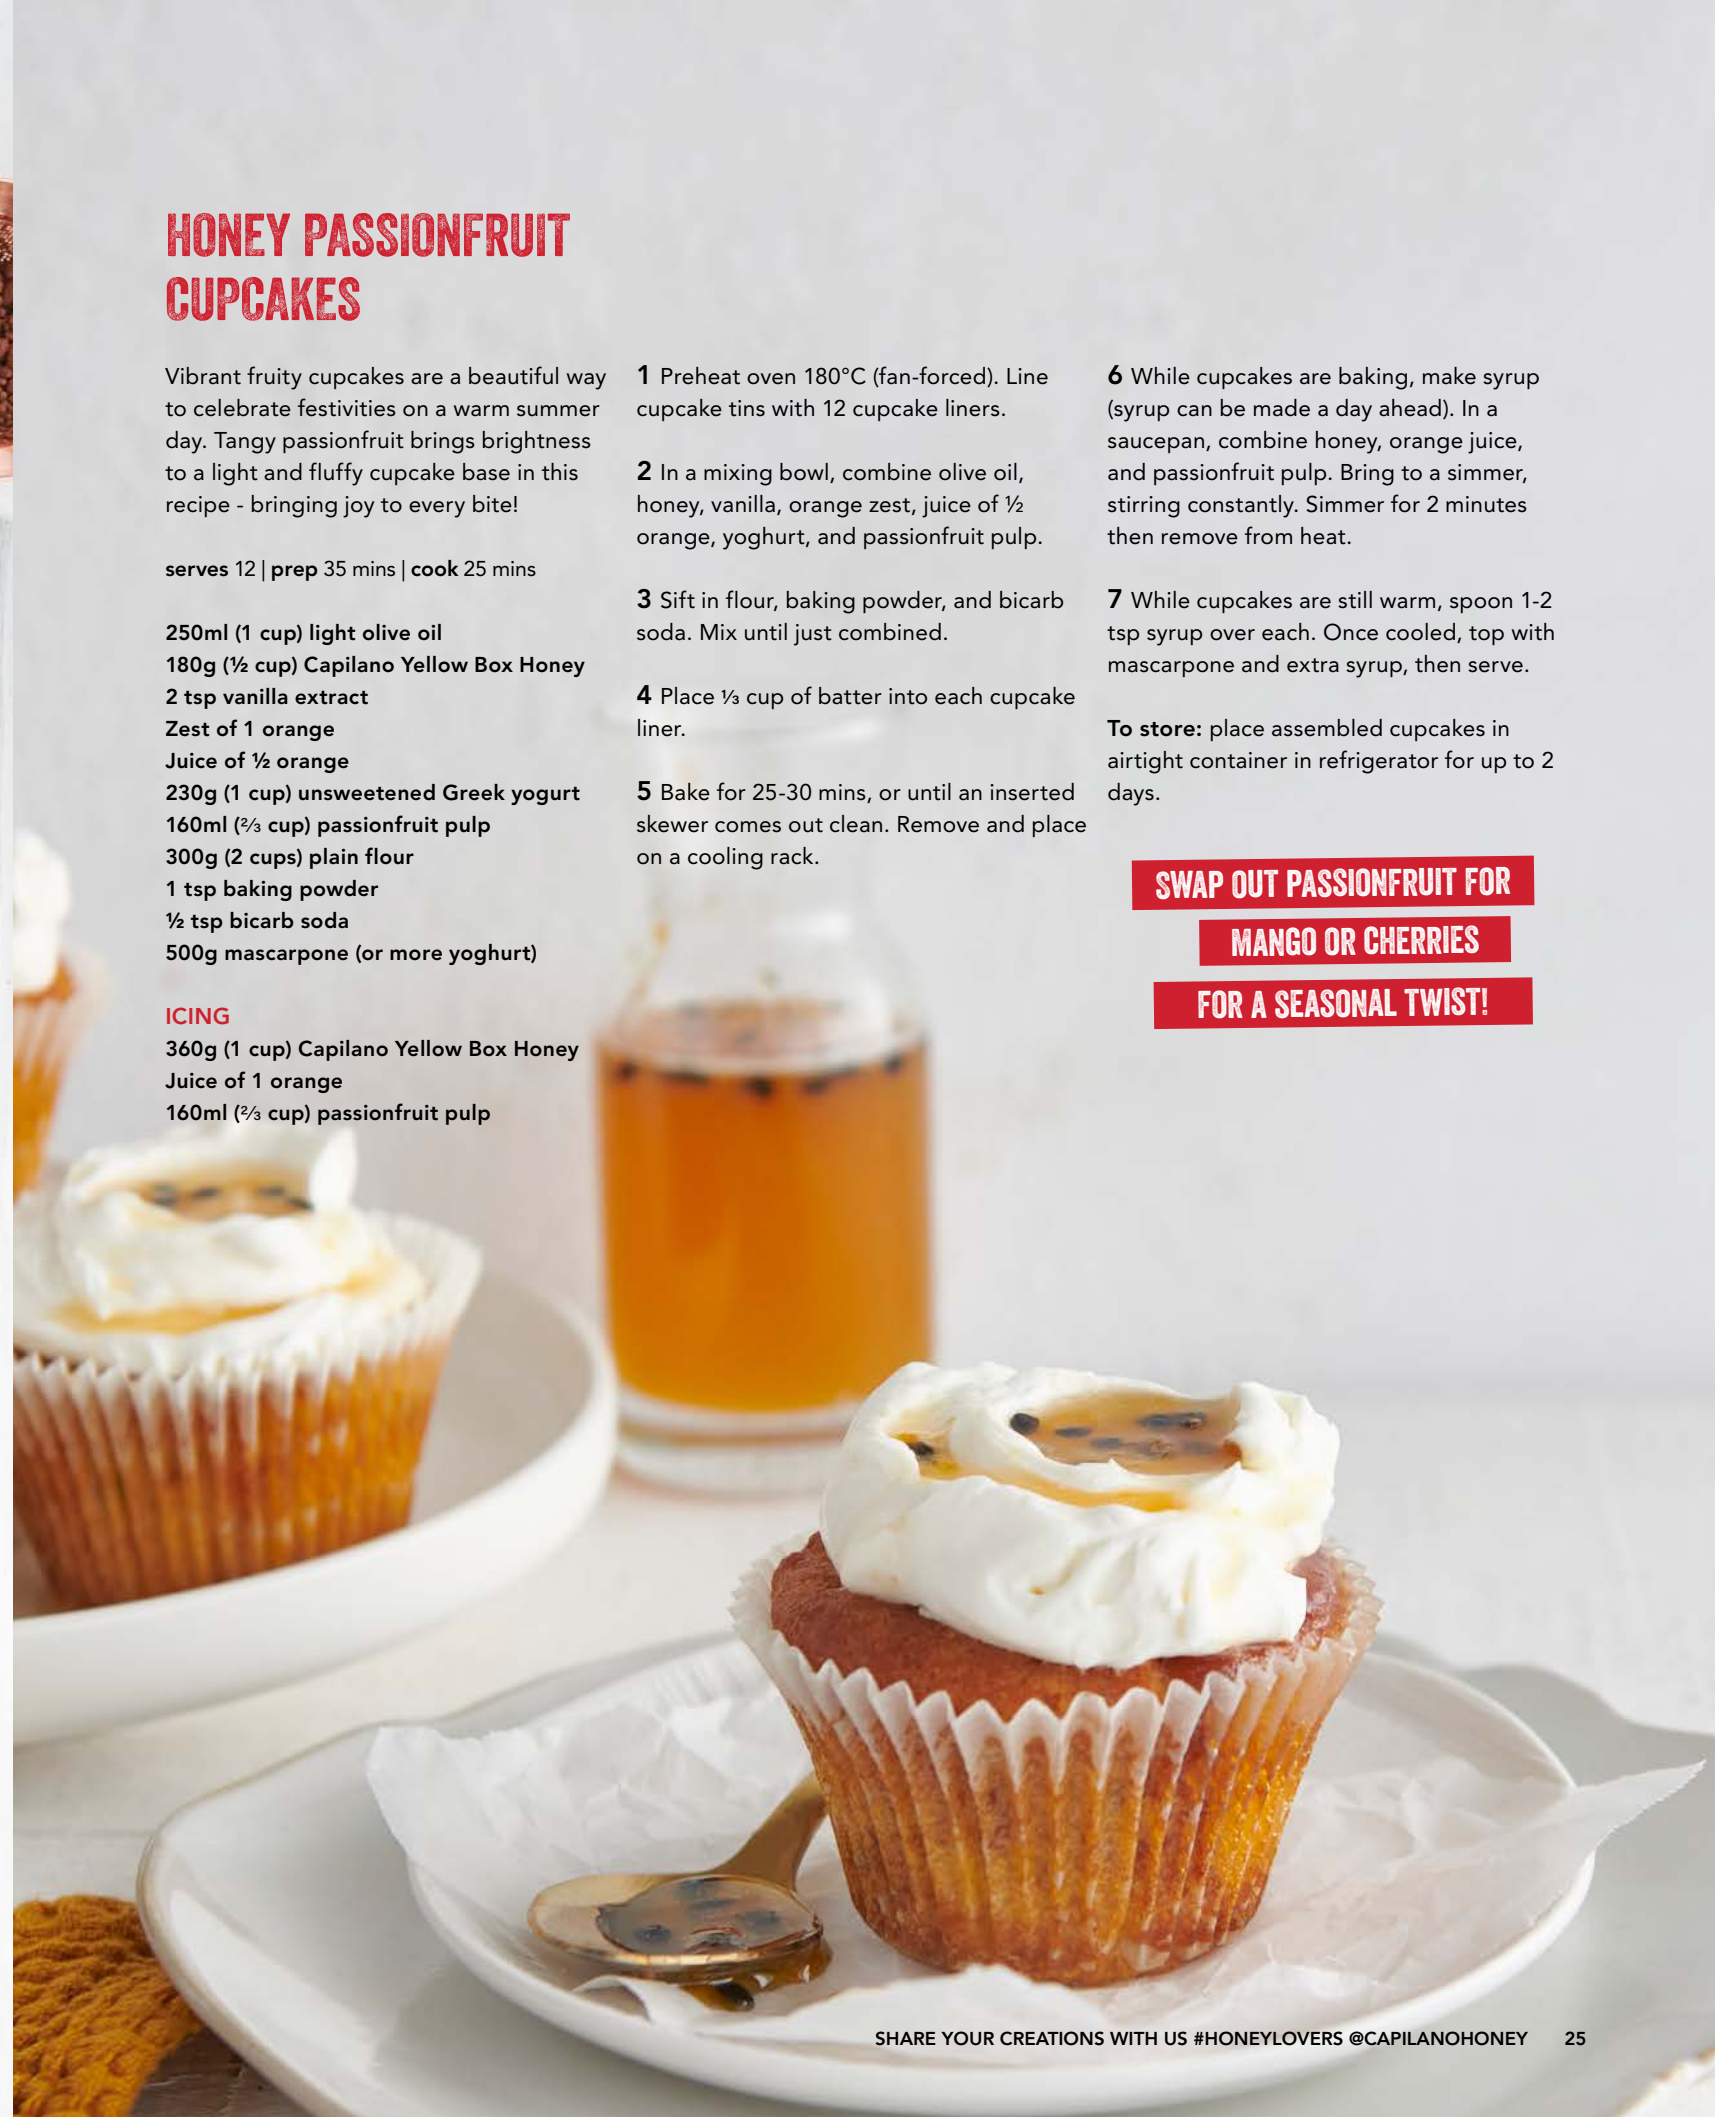 HONEY PASSIONFRUIT
CUPCAKES
Vibrant fruity cupcakes are a beautiful way
to celebrate festivities on a warm summer
day. Tangy passionfruit brings brightness
to a light and fluffy cupcake base in this
recipe - bringing joy to every bite!
serves 12 | prep 35 mins | cook 25 mins
250ml (1 cup) light olive oil
180g (½ cup) Capilano Yellow Box Honey
2 tsp vanilla extract
Zest of 1 orange
Juice of ½ orange
230g (1 cup) unsweetened Greek yogurt
160ml (⅔ cup) passionfruit pulp
300g (2 cups) plain flour
1 tsp baking powder
½ tsp bicarb soda
500g mascarpone (or more yoghurt)
ICING
360g (1 cup) Capilano Yellow Box Honey
Juice of 1 orange
160ml (⅔ cup) passionfruit pulp
1 Preheat oven 180°C (fan-forced). Line
cupcake tins with 12 cupcake liners.
2 In a mixing bowl, combine olive oil,
honey, vanilla, orange zest, juice of ½
orange, yoghurt, and passionfruit pulp.
3 Sift in flour, baking powder, and bicarb
soda. Mix until just combined.
4 Place ⅓ cup of batter into each cupcake
liner.
5 Bake for 25-30 mins, or until an inserted
skewer comes out clean. Remove and place
on a cooling rack.
6 While cupcakes are baking, make syrup
(syrup can be made a day ahead). In a
saucepan, combine honey, orange juice,
and passionfruit pulp. Bring to a simmer,
stirring constantly. Simmer for 2 minutes
then remove from heat.
7 While cupcakes are still warm, spoon 1-2
tsp syrup over each. Once cooled, top with
mascarpone and extra syrup, then serve.
To store: place assembled cupcakes in
airtight container in refrigerator for up to 2
days.
SWAP OUT PASSIONFRUIT FOR
MANGO OR CHERRIES
FOR A SEASONAL TWIST!
SHARE YOUR CREATIONS WITH US #HONEYLOVERS @CAPILANOHONEY 25